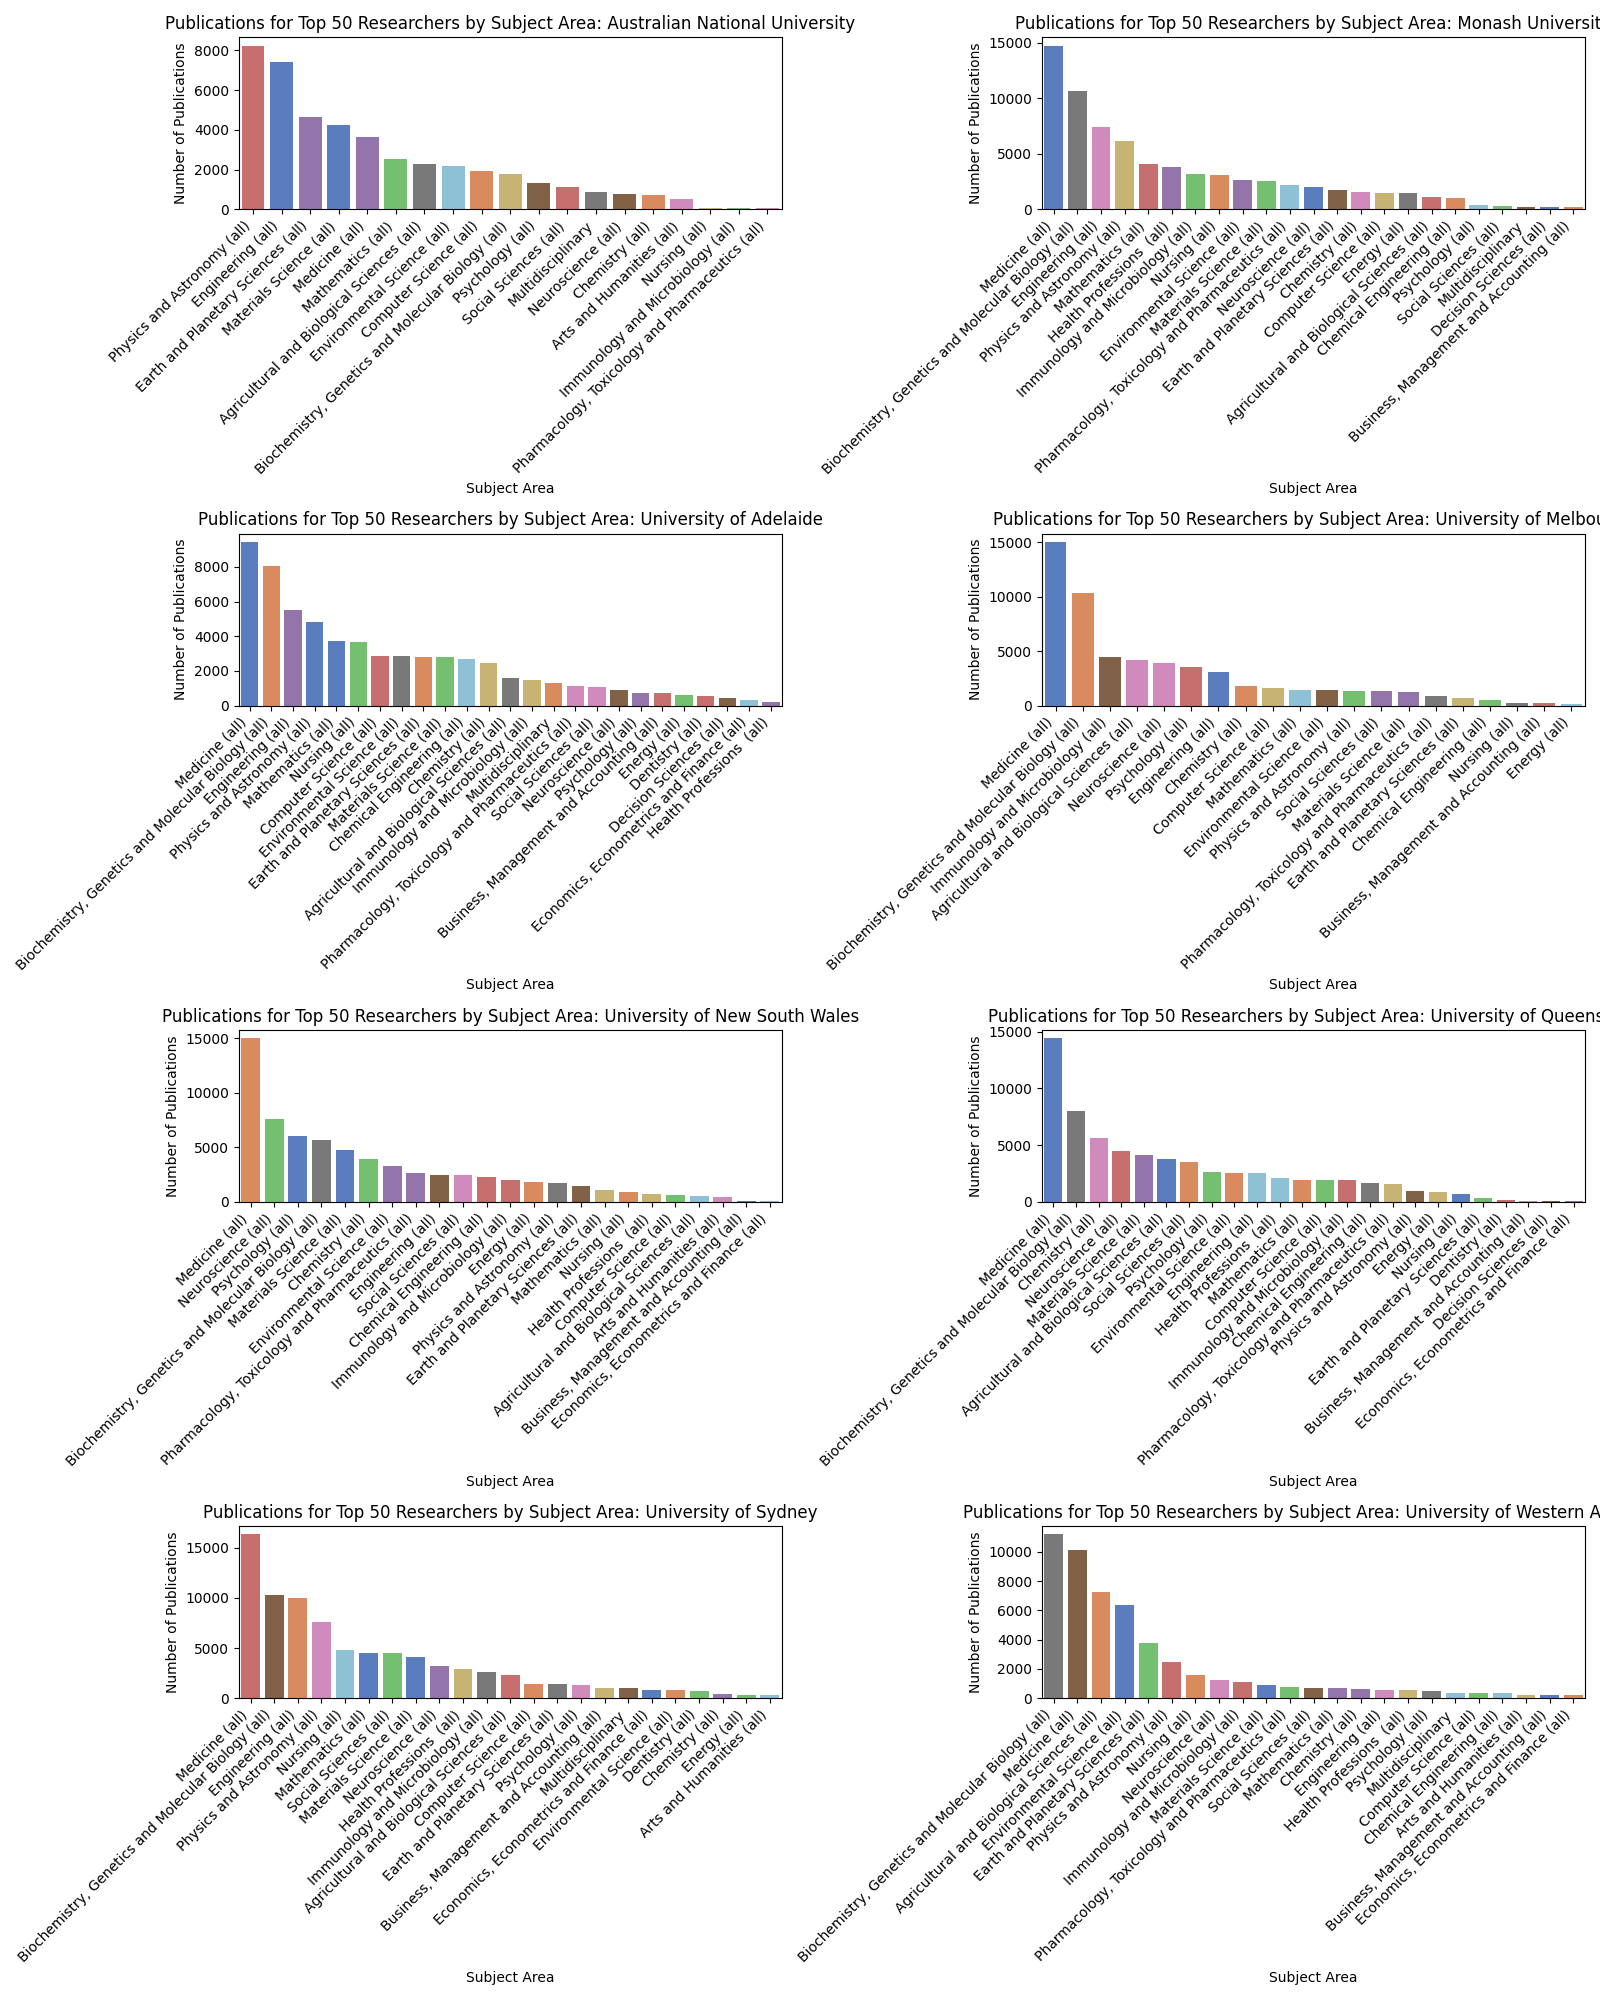 Publications for Top 50 Researchers by Subject Area: Australian National University
Number of Publications
8000
6000
4000
2000
0
Physics and Astronomy (all)
Engineering (all)
Earth and Planetary Sciences (all)
Materials Science (all)
Medicine (all)
Mathematics (all)
Agricultural and Biological Sciences (all)
Environmental Science (all)
Computer Science (all)
Biochemistry, Genetics and Molecular Biology (all)
Psychology (all)
Social Sciences (all)
Multidisciplinary
Neuroscience (all)
Chemistry (all)
Arts and Humanities (all)
Nursing (all)
Immunology and Microbiology (all)
Pharmacology, Toxicology and Pharmaceutics (all)
Subject Area
Publications for Top 50 Researchers by Subject Area: Monash Universit
Number of Publications
15000
10000
5000
0
Medicine (all)
Biochemistry, Genetics and Molecular Biology (all)
Engineering (all)
Physics and Astronomy (all)
Mathematics (all)
Health Professions (all)
Immunology and Microbiology (all)
Nursing (all)
Environmental Science (all)
Materials Science (all)
Pharmacology, Toxicology and Pharmaceutics (all)
Neuroscience (all)
Earth and Planetary Sciences (all)
Chemistry (all)
Computer Science (all)
Energy (all)
Agricultural and Biological Sciences (all)
Chemical Engineering (all)
Psychology (all)
Social Sciences (all)
Multidisciplinary
Decision Sciences (all)
Business, Management and Accounting (all)
Subject Area
Publications for Top 50 Researchers by Subject Area: University of Adelaide
Number of Publications
8000
6000
4000
2000
0
Medicine (all)
Biochemistry, Genetics and Molecular Biology (all)
Engineering (all)
Physics and Astronomy (all)
Mathematics (all)
Nursing (all)
Computer Science (all)
Environmental Science (all)
Earth and Planetary Sciences (all)
Materials Science (all)
Chemical Engineering (all)
Chemistry (all)
Agricultural and Biological Sciences (all)
Immunology and Microbiology (all)
Multidisciplinary
Pharmacology, Toxicology and Pharmaceutics (all)
Social Sciences (all)
Neuroscience (all)
Psychology (all)
Business, Management and Accounting (all)
Energy (all)
Dentistry (all)
Decision Sciences (all)
Economics, Econometrics and Finance (all)
Health Professions (all)
Subject Area
Publications for Top 50 Researchers by Subject Area: University of Melbou
Number of Publications
15000
10000
5000
0
Medicine (all)
Biochemistry, Genetics and Molecular Biology (all)
Immunology and Microbiology (all)
Agricultural and Biological Sciences (all)
Neuroscience (all)
Psychology (all)
Engineering (all)
Chemistry (all)
Computer Science (all)
Mathematics (all)
Environmental Science (all)
Physics and Astronomy (all)
Social Sciences (all)
Materials Science (all)
Pharmacology, Toxicology and Pharmaceutics (all)
Earth and Planetary Sciences (all)
Chemical Engineering (all)
Nursing (all)
Business, Management and Accounting (all)
Energy (all)
Subject Area
Publications for Top 50 Researchers by Subject Area: University of New South Wales
Number of Publications
15000
10000
5000
0
Medicine (all)
Neuroscience (all)
Psychology (all)
Biochemistry, Genetics and Molecular Biology (all)
Materials Science (all)
Chemistry (all)
Environmental Science (all)
Pharmacology, Toxicology and Pharmaceutics (all)
Engineering (all)
Social Sciences (all)
Chemical Engineering (all)
Immunology and Microbiology (all)
Energy (all)
Physics and Astronomy (all)
Earth and Planetary Sciences (all)
Mathematics (all)
Nursing (all)
Health Professions (all)
Computer Science (all)
Agricultural and Biological Sciences (all)
Arts and Humanities (all)
Business, Management and Accounting (all)
Economics, Econometrics and Finance (all)
Subject Area
Publications for Top 50 Researchers by Subject Area: University of Queens
Number of Publications
15000
10000
5000
0
Medicine (all)
Biochemistry, Genetics and Molecular Biology (all)
Chemistry (all)
Neuroscience (all)
Materials Science (all)
Agricultural and Biological Sciences (all)
Social Sciences (all)
Psychology (all)
Environmental Science (all)
Engineering (all)
Health Professions (all)
Mathematics (all)
Computer Science (all)
Immunology and Microbiology (all)
Chemical Engineering (all)
Pharmacology, Toxicology and Pharmaceutics (all)
Physics and Astronomy (all)
Energy (all)
Nursing (all)
Earth and Planetary Sciences (all)
Dentistry (all)
Business, Management and Accounting (all)
Decision Sciences (all)
Economics, Econometrics and Finance (all)
Subject Area
Publications for Top 50 Researchers by Subject Area: University of Sydney
Number of Publications
15000
10000
5000
0
Medicine (all)
Biochemistry, Genetics and Molecular Biology (all)
Engineering (all)
Physics and Astronomy (all)
Nursing (all)
Mathematics (all)
Social Sciences (all)
Materials Science (all)
Neuroscience (all)
Health Professions (all)
Immunology and Microbiology (all)
Agricultural and Biological Sciences (all)
Computer Science (all)
Earth and Planetary Sciences (all)
Psychology (all)
Business, Management and Accounting (all)
Multidisciplinary
Economics, Econometrics and Finance (all)
Environmental Science (all)
Dentistry (all)
Chemistry (all)
Energy (all)
Arts and Humanities (all)
Subject Area
Publications for Top 50 Researchers by Subject Area: University of Western A
Number of Publications
10000
8000
6000
4000
2000
0
Biochemistry, Genetics and Molecular Biology (all)
Medicine (all)
Agricultural and Biological Sciences (all)
Environmental Science (all)
Earth and Planetary Sciences (all)
Physics and Astronomy (all)
Nursing (all)
Neuroscience (all)
Immunology and Microbiology (all)
Materials Science (all)
Pharmacology, Toxicology and Pharmaceutics (all)
Social Sciences (all)
Mathematics (all)
Chemistry (all)
Engineering (all)
Health Professions (all)
Psychology (all)
Multidisciplinary
Computer Science (all)
Chemical Engineering (all)
Arts and Humanities (all)
Business, Management and Accounting (all)
Economics, Econometrics and Finance (all)
Subject Area